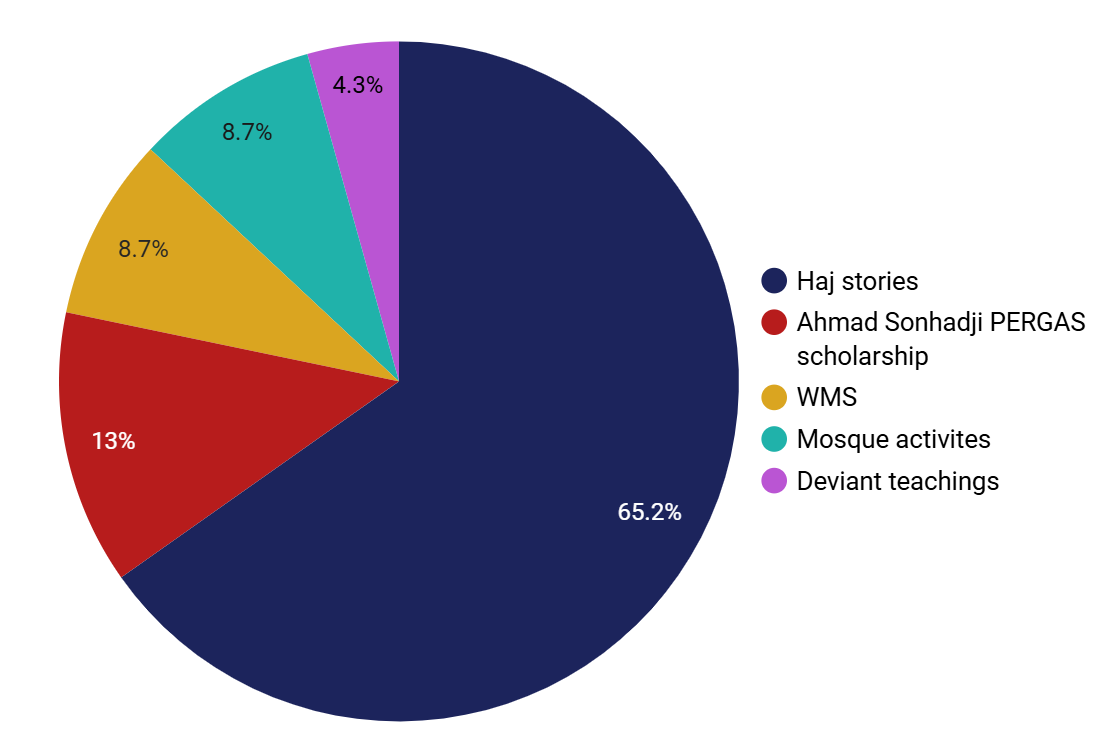 4.3%
8.7%
8.7%
13%
65.2%
Haj stories
Ahmad Sonhadji PERGAS
scholarship
WMS
Mosque activites
Deviant teachings